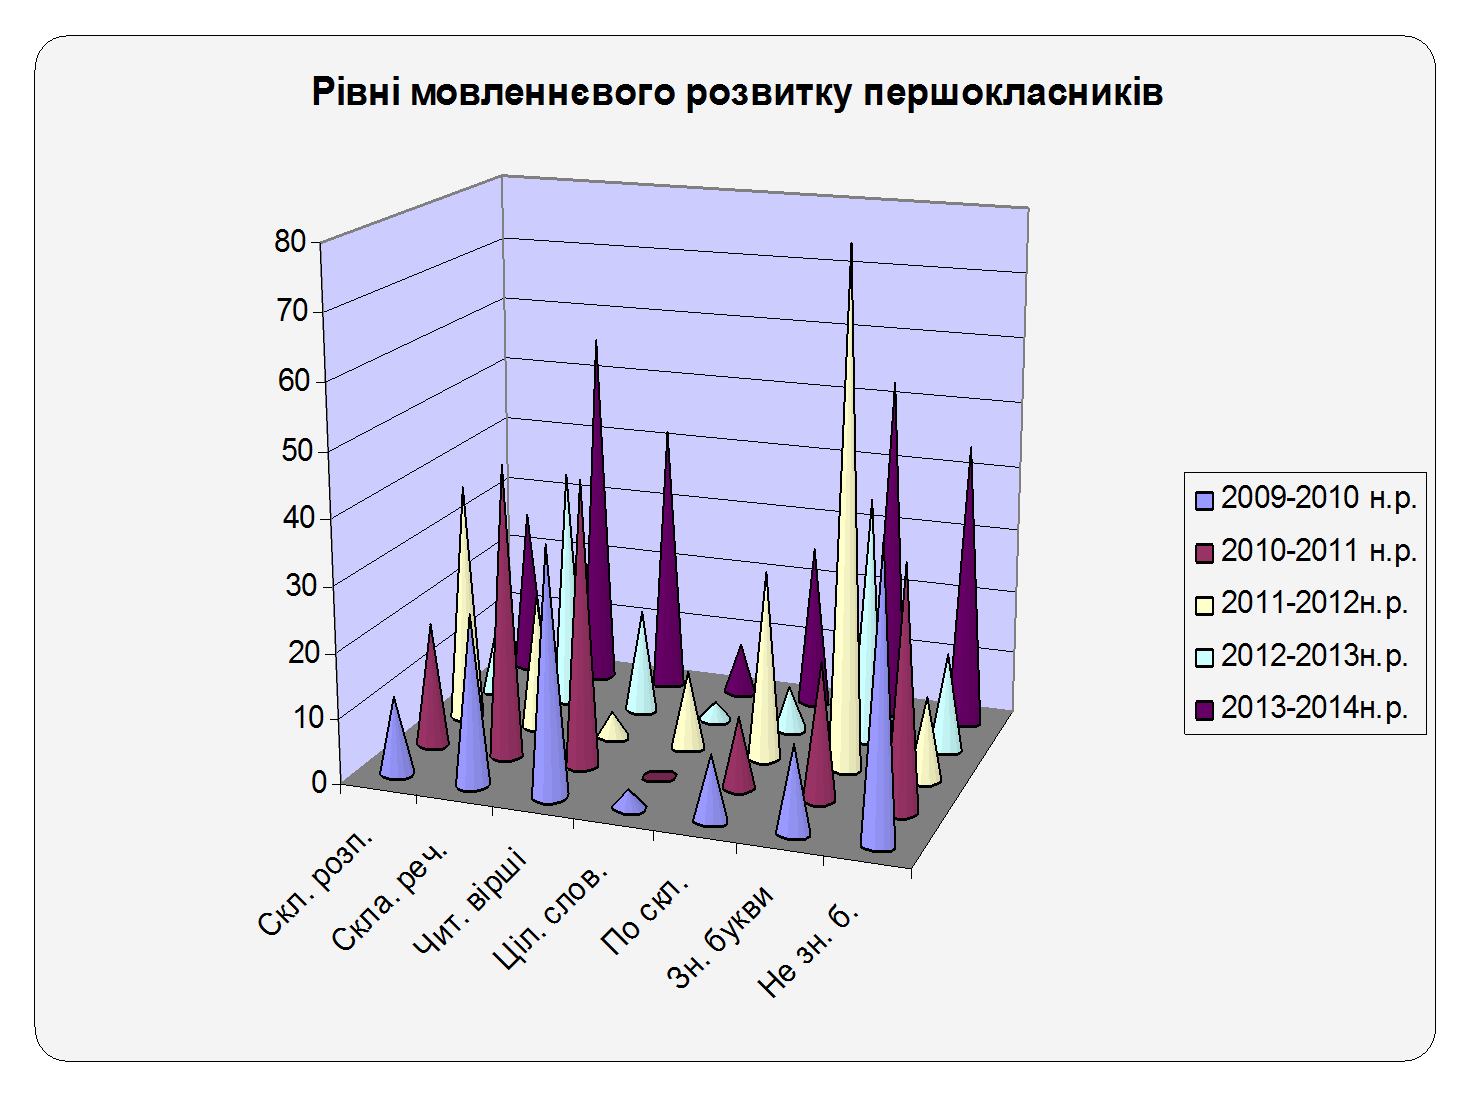 Рівні мовленнєвого розвитку першокласників
80
70
60
50
40
30
20
10
0
Скл. розп.
Скла. реч.
Чит. вірші
Ціл. слов.
По скл.
Зн. букви
Не зн. б.
2009-2010 н.р.
2010-2011 н.р.
2011-2012н.р.
2012-2013н.р.
2013-2014н.р.